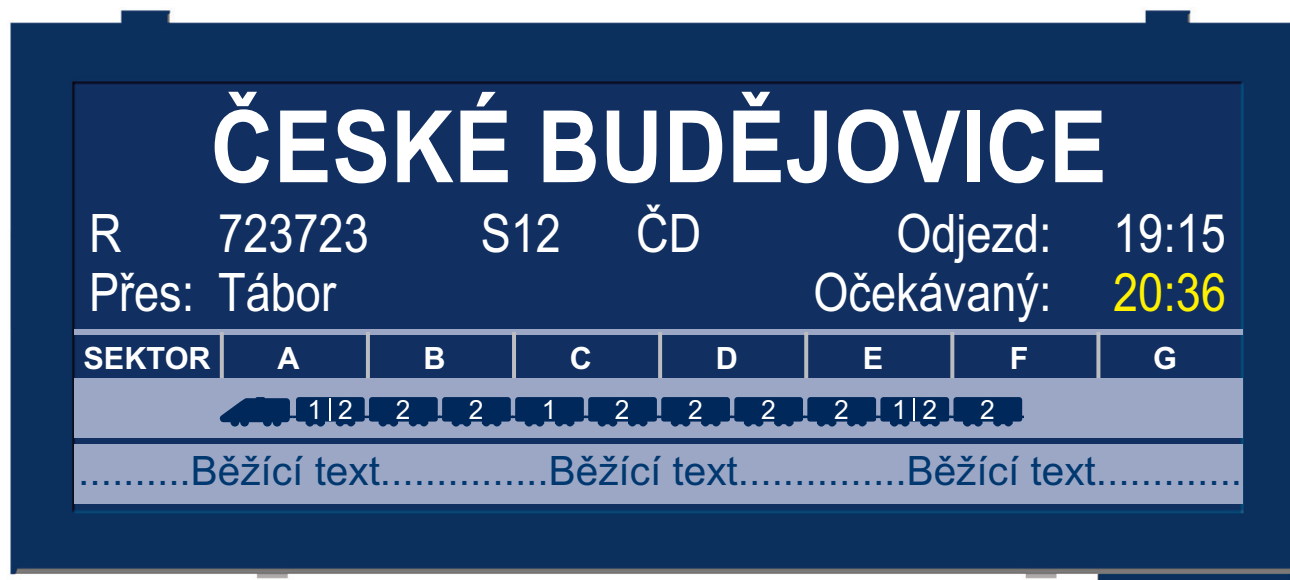 ČESKÉ BUDĚJOVICE
R 723723 S12 ČD Odjezd: 19:15
Přes: Tábor Očekávaný: 20:36
SEKTOR A B C D E F G
1|2 2 2 1 2 2 2 2 1|2 2
..........Běžící text...............Běžící text...............Běžící text.............